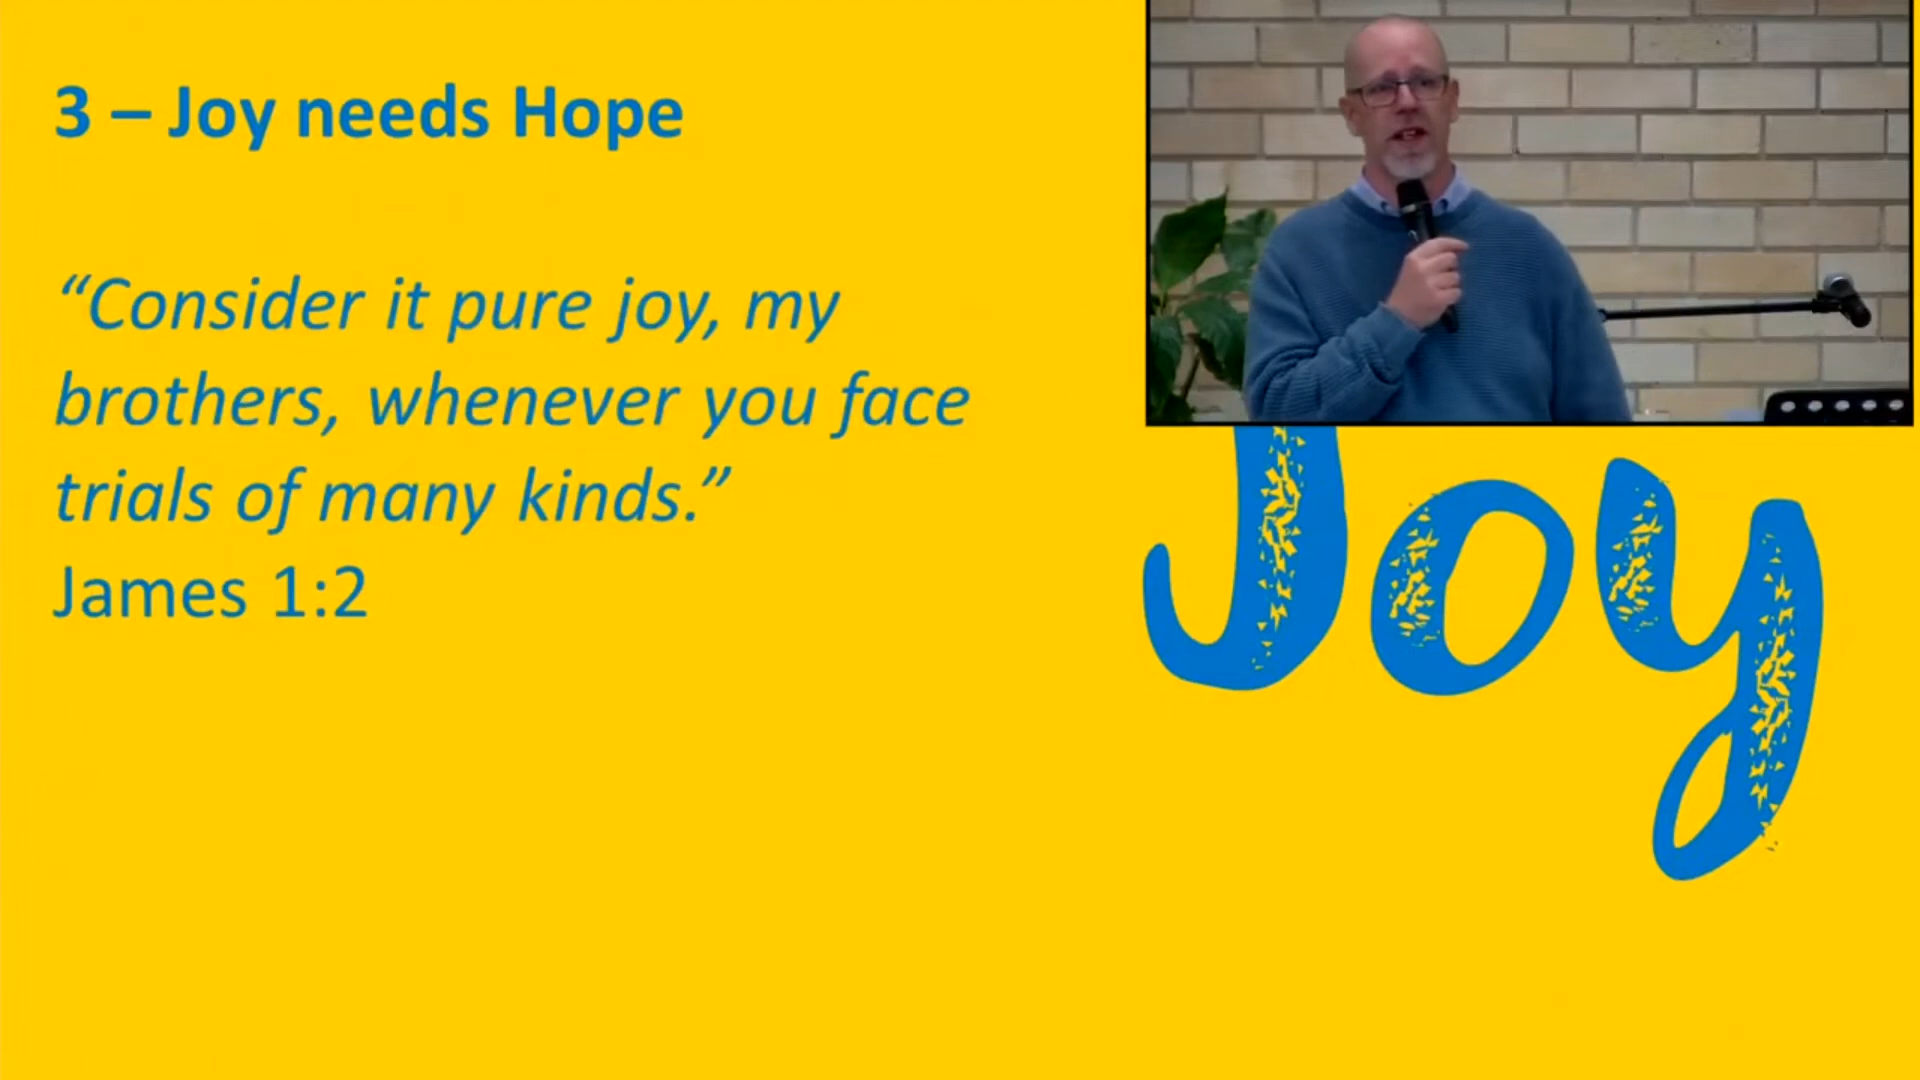 3 – Joy needs Hope
“Consider it pure joy, my
brothers, whenever you face
trials of many kinds.”
James 1:2
Joy